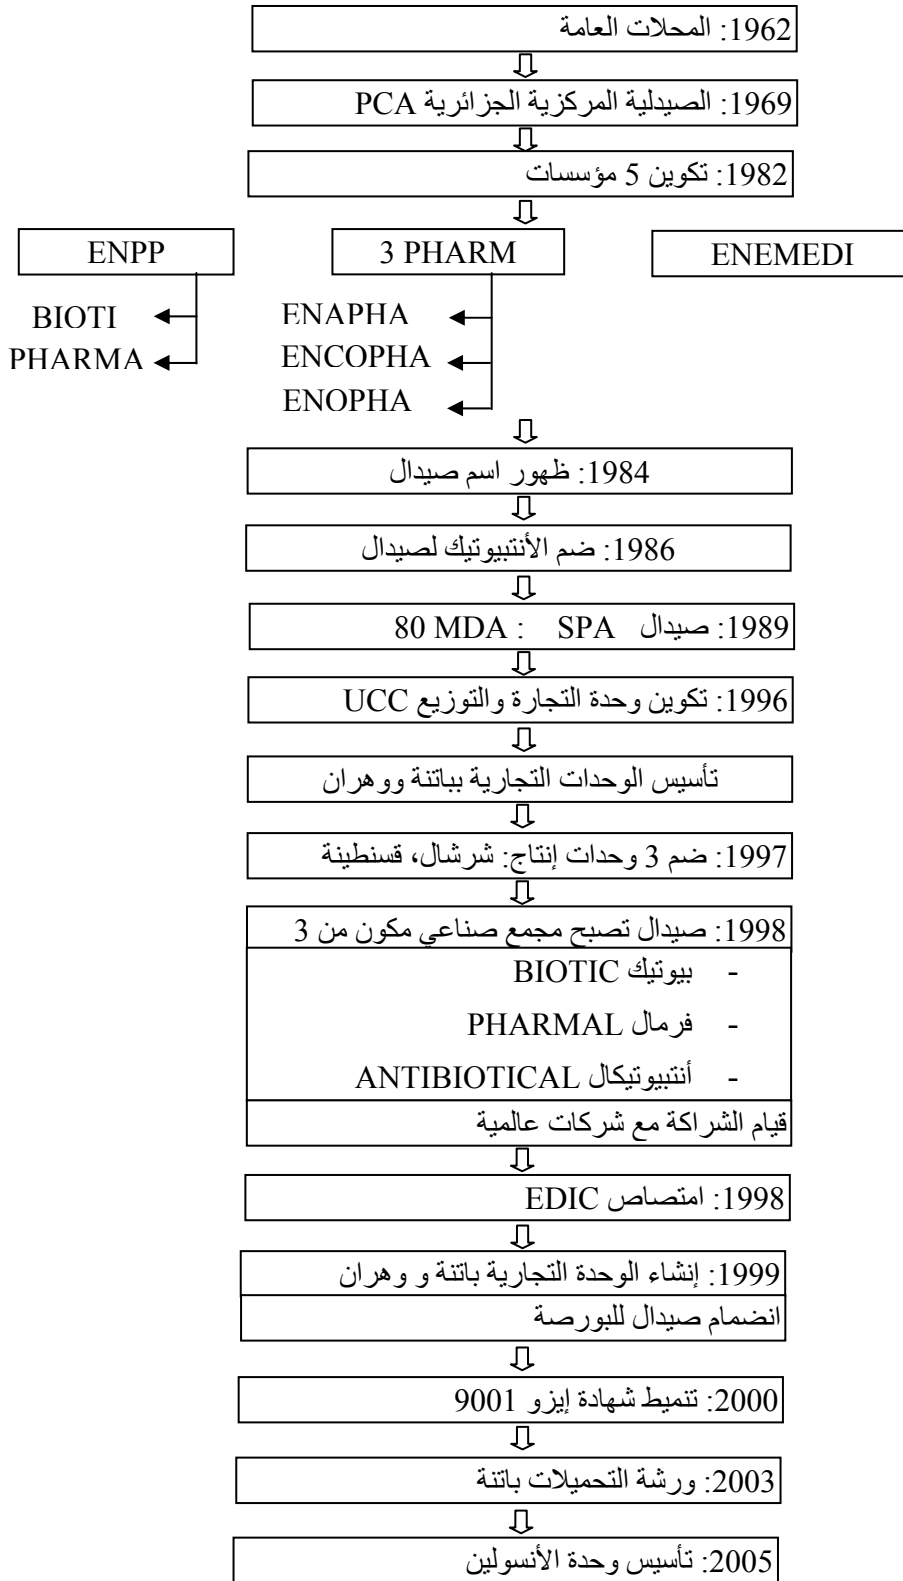 1962: المحلات العامة
1969: الصيدلية المركزية الجزائرية PCA
1982: تكوين 5 مؤسسات
ENPP
3 PHARM
ENEMEDI
BIOTI
PHARMA
ENAPHA
ENCOPHA
ENOPHA
1984: ظهور اسم صيدال
1986: ضم الأنتبيوتيك لصيدال
1989: صيدال SPA : 80 MDA
1996: تكوين وحدة التجارة والتوزيع UCC
تأسيس الوحدات التجارية بباتنة ووهران
1997: ضم 3 وحدات إنتاج: شرشال، قسنطينة
1998: صيدال تصبح مجمع صناعي مكون من 3
- بيوتيك BIOTIC
- فرمال PHARMAL
- أنتبيوتيكال ANTIBIOTICAL
قيام الشراكة مع شركات عالمية
1998: امتصاص EDIC
1999: إنشاء الوحدة التجارية باتنة و وهران
انضمام صيدال للبورصة
2000: تنميط شهادة إيزو 9001
2003: ورشة التحميلات باتنة
2005: تأسيس وحدة الأنسولين